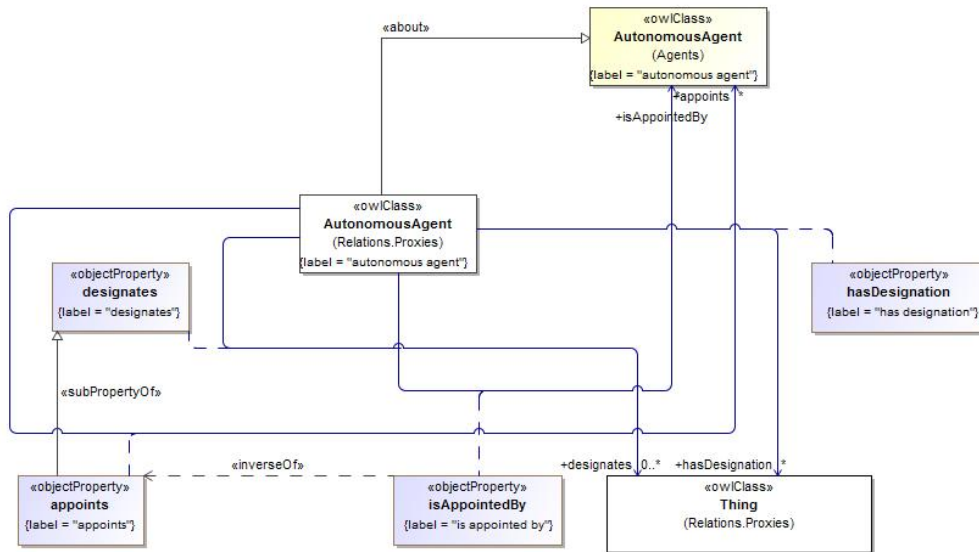 «about»
«owlClass»
AutonomousAgent
(Agents)
{label = "autonomous agent"}
+appoints *
+isAppointedBy
«owlClass»
AutonomousAgent
(Relations.Proxies)
{label = "autonomous agent"}
«objectProperty»
designates
{label = "designates"}
«objectProperty»
hasDesignation
{label = "has designation"}
«subPropertyOf»
«inverseOf»
+designates 0..* +hasDesignation *
«objectProperty»
appoints
{label = "appoints"}
«objectProperty»
isAppointedBy
{label = "is appointed by"}
«owlClass»
Thing
(Relations.Proxies)